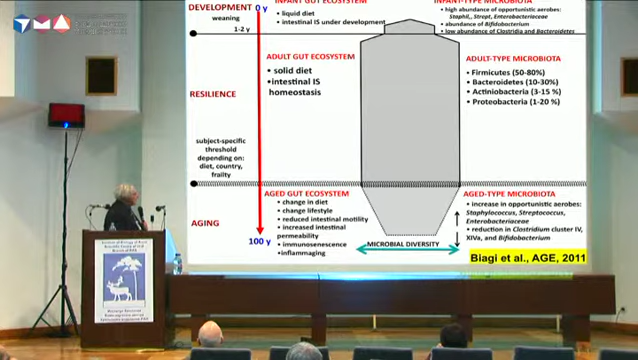 TMA
DEVELOPMENT 0 y
weaning
1-2 y
INFANT GUT ECOSYSTEM
• liquid diet
• intestinal IS under development
INFANT-TYPE MICROBIOTA
• high abundance of opportunistic aerobes:
Staphil., Strept, Enterobacteriaceae
• abundance of Bifidobacterium
• low abundance of Clostridia and Bacteroidetes
RESILIENCE
ADULT GUT ECOSYSTEM
• solid diet
•intestinal IS
homeostasis
ADULT-TYPE MICROBIOTA
• Firmicutes (50-80%)
• Bacteroidetes (10-30%)
• Actiniobacteria (3-15 %)
• Proteobacteria (1-20 %)
subject-specific
threshold
depending on:
diet, country,
frailty
AGING
100 y
AGED GUT ECOSYSTEM
• change in diet
• change lifestyle
• reduced intestinal motility
• increased intestinal
permeability
• immunosenescence
•inflammaging
MICROBIAL DIVERSITY
AGED-TYPE MICROBIOTA
• increase in opportunistic aerobes:
Staphylococcus, Streptococcus,
Enterobacteriaceae
• reduction in Clostridium cluster IV,
XIVa, and Bifidobacterium
Biagi et al., AGE, 2011